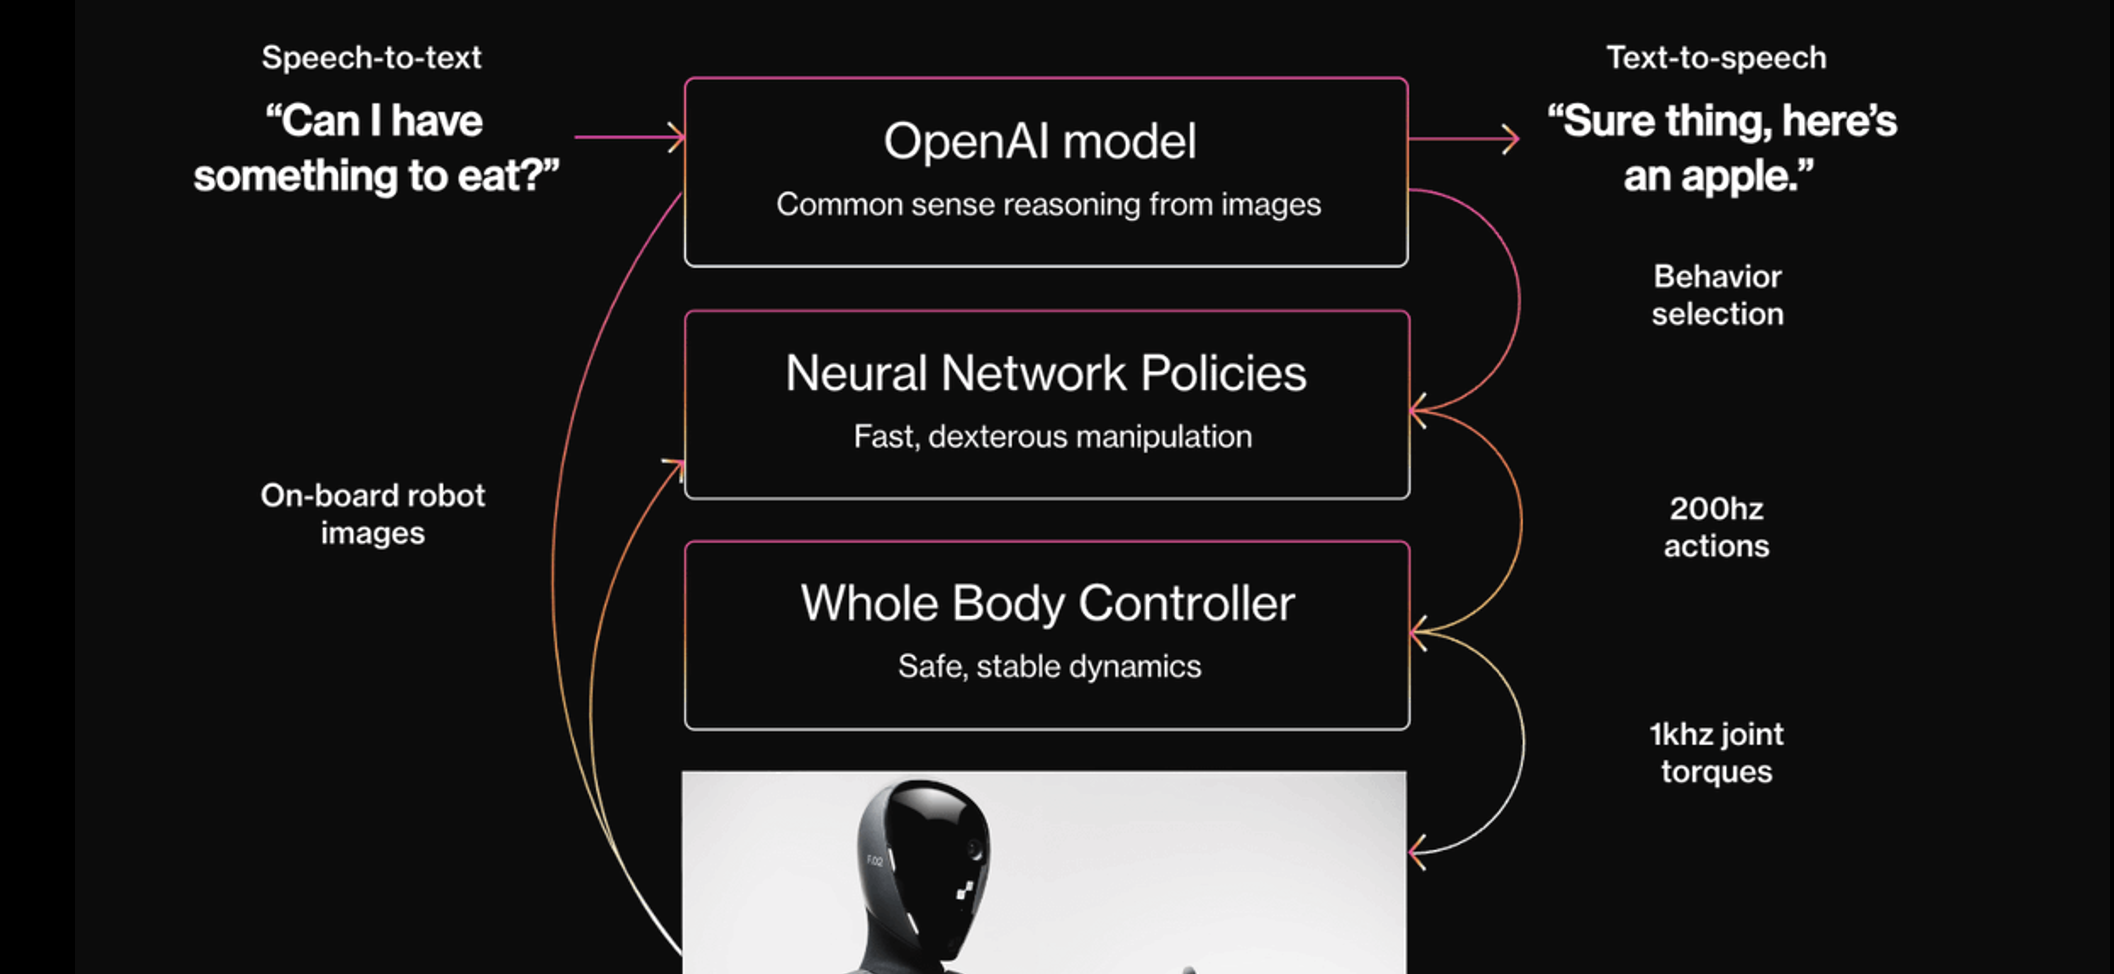 Speech-to-text
“Can I have
something to eat?”
OpenAI model
Common sense reasoning from images
Text-to-speech
“Sure thing, here’s
an apple.”
Behavior
selection
Neural Network Policies
Fast, dexterous manipulation
On-board robot
images
200hz
actions
Whole Body Controller
Safe, stable dynamics
1khz joint
torques
F.02